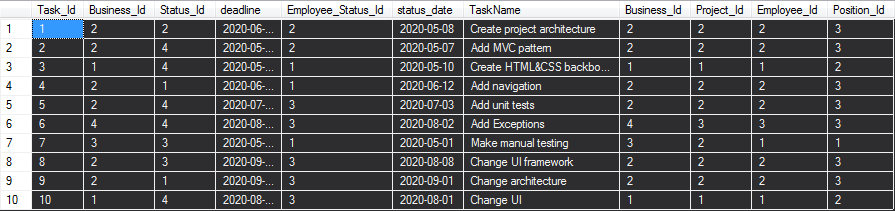 Task_Id Business_Id Status_Id deadline Employee_Status_Id status_date TaskName Business_Id Project_Id Employee_Id Position_Id
1 1 2 2 2020-06-... 2 2020-05-08 Create project architecture 2 2 2 3
2 2 2 4 2020-05-... 2 2020-05-07 Add MVC pattern 2 2 2 3
3 3 1 4 2020-05-... 1 2020-05-10 Create HTML&CSS backbo... 1 1 1 2
4 4 2 1 2020-06-... 1 2020-06-12 Add navigation 2 2 2 3
5 5 2 4 2020-07-... 3 2020-07-03 Add unit tests 2 2 2 3
6 6 4 4 2020-08-... 3 2020-08-02 Add Exceptions 4 3 3 3
7 7 3 3 2020-05-... 1 2020-05-01 Make manual testing 3 2 1 1
8 8 2 3 2020-09-... 3 2020-08-08 Change UI framework 2 2 2 3
9 9 2 1 2020-09-... 3 2020-09-01 Change architecture 2 2 2 3
10 10 1 4 2020-08-... 3 2020-08-01 Change UI 1 1 1 2